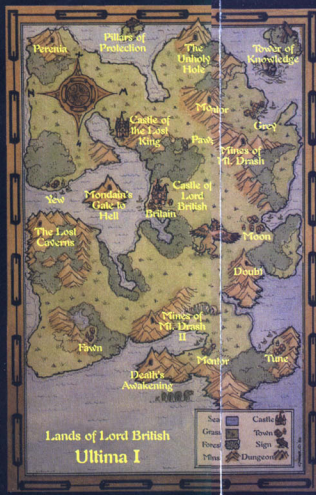 Perenia
Pillars of
Protection
The
Unholy
Hole
Tower of
Knowledge
Montor
Grey
Castle of
the Lost
King
Paws
Mines of
Mt. Drash
Yew
Mondain's
Gate to
Hell
Castle of
Lord
British
Britain
The Lost
Caverns
Moon
Doubt
Mines of
Mt. Drash
II
Fawn
Montor
Tune
Death's
Awakening
Lands of Lord British
Ultima I
Sea
Castle
Grass
Town
Forest
Sign
Dungeon